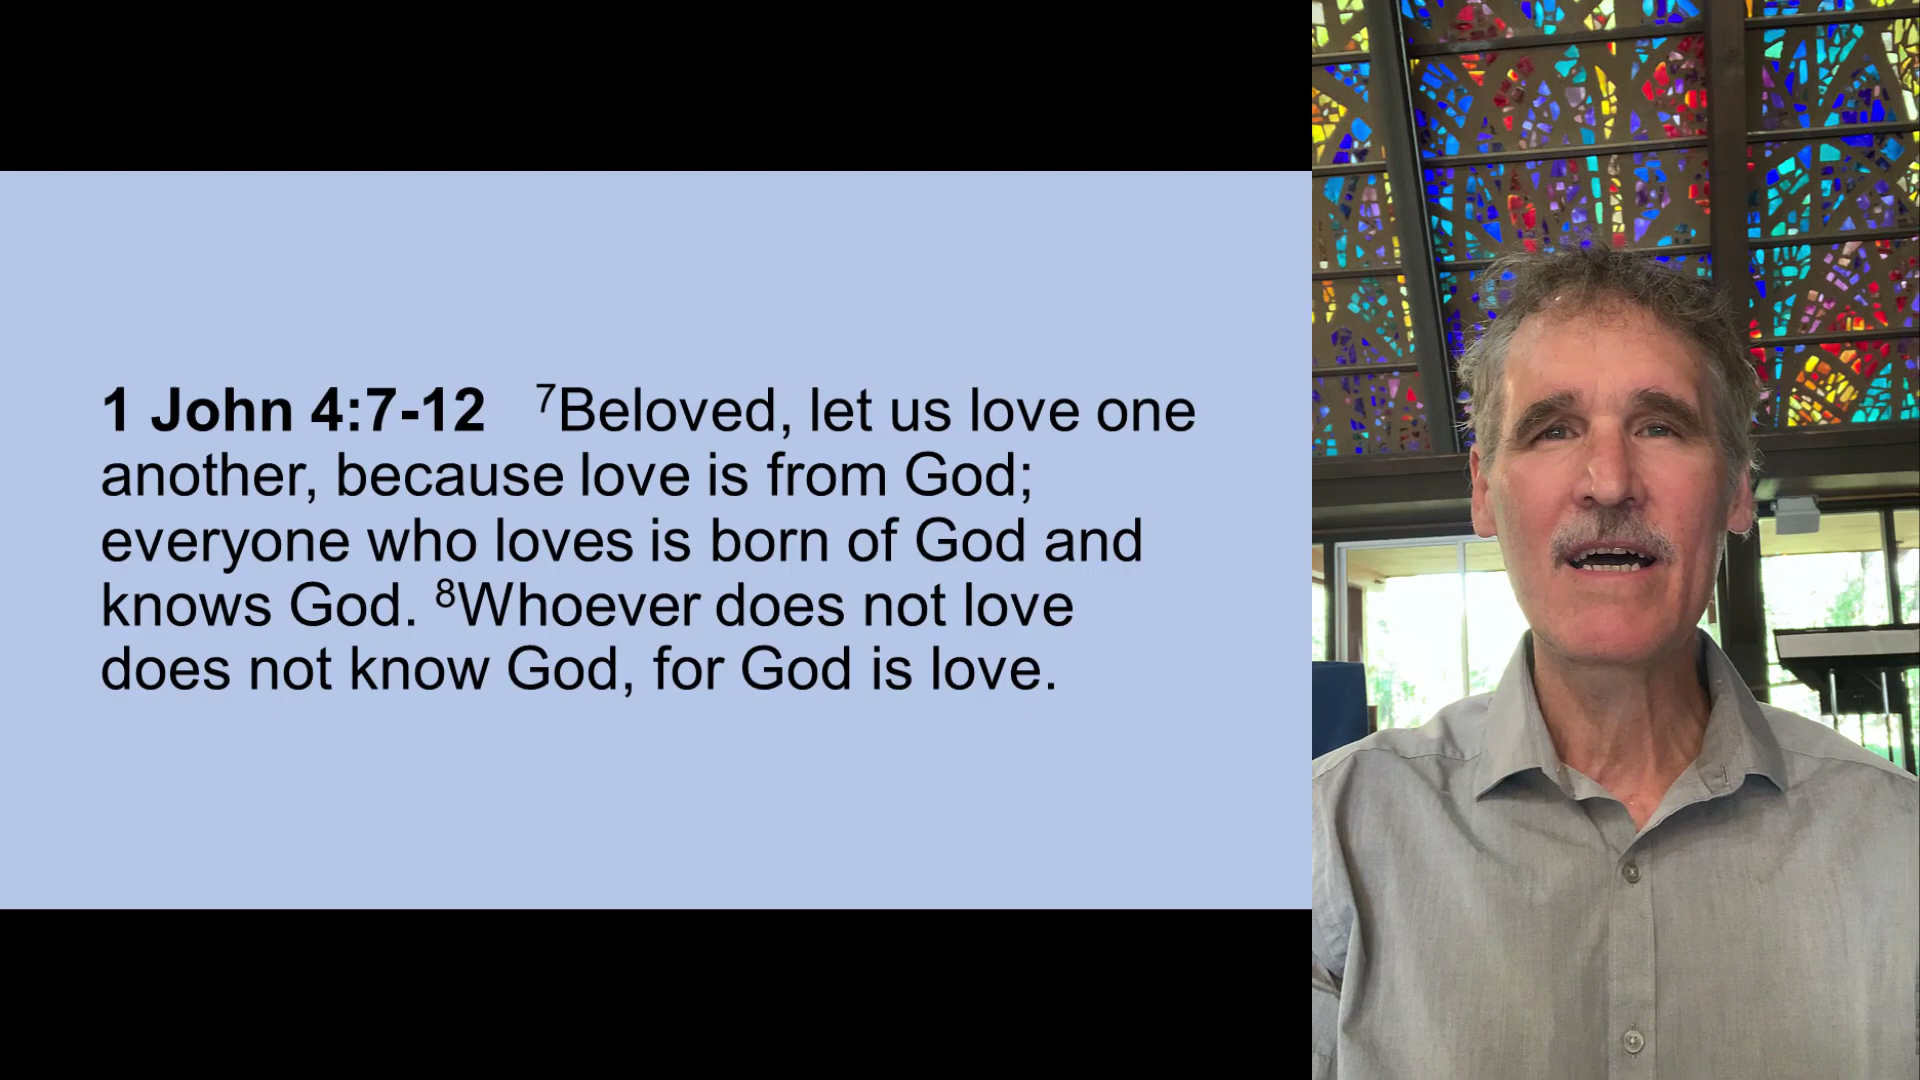 1 John 4:7-12 ⁷Beloved, let us love one
another, because love is from God;
everyone who loves is born of God and
knows God. ⁸Whoever does not love
does not know God, for God is love.